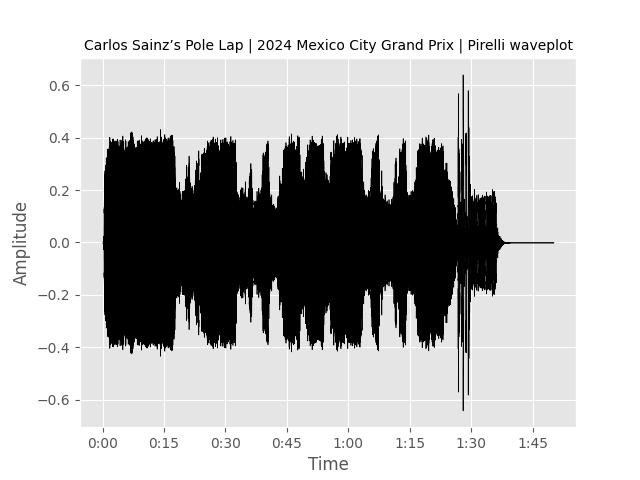 Carlos Sainz’s Pole Lap | 2024 Mexico City Grand Prix | Pirelli waveplot
0.6
0.4
0.2
0.0
−0.2
−0.4
−0.6
Amplitude
0:00 0:15 0:30 0:45 1:00 1:15 1:30 1:45
Time